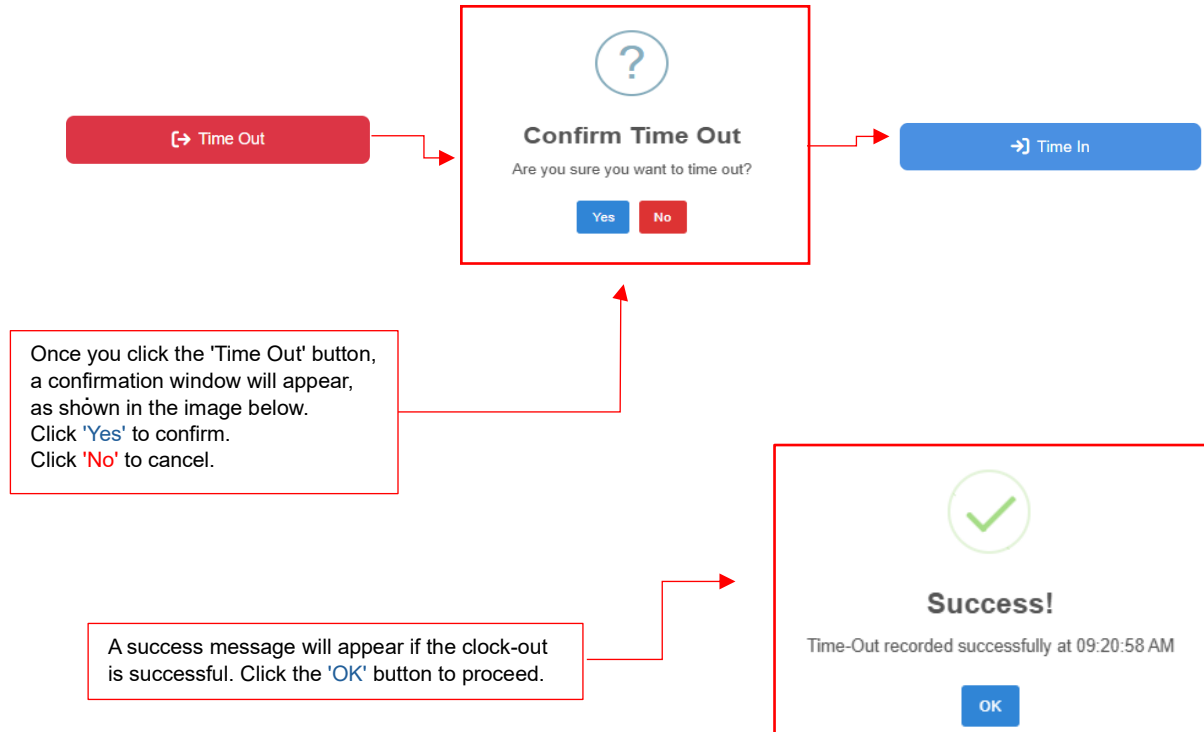 ?
Time Out
Confirm Time Out
Time In
Are you sure you want to time out?
Yes No
Once you click the 'Time Out' button,
a confirmation window will appear,
as shown in the image below.
Click 'Yes' to confirm.
Click 'No' to cancel.
Success!
A success message will appear if the clock-out
is successful. Click the 'OK' button to proceed.
Time-Out recorded successfully at 09:20:58 AM
OK